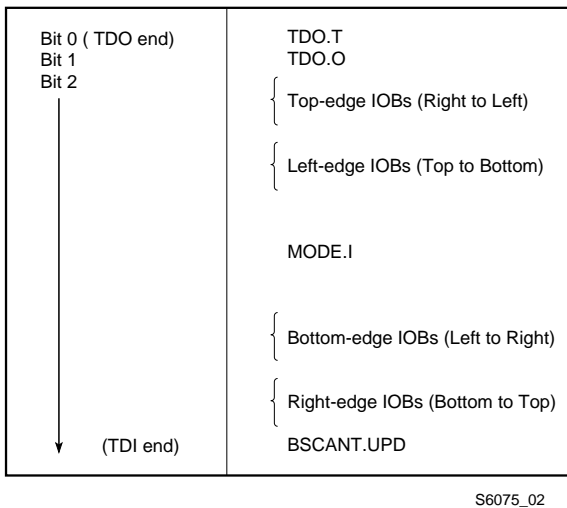 Bit 0 ( TDO end)
Bit 1
Bit 2
(TDI end)
TDO.T
TDO.O
Top-edge IOBs (Right to Left)
Left-edge IOBs (Top to Bottom)
MODE.I
Bottom-edge IOBs (Left to Right)
Right-edge IOBs (Bottom to Top)
BSCANT.UPD
S6075_02